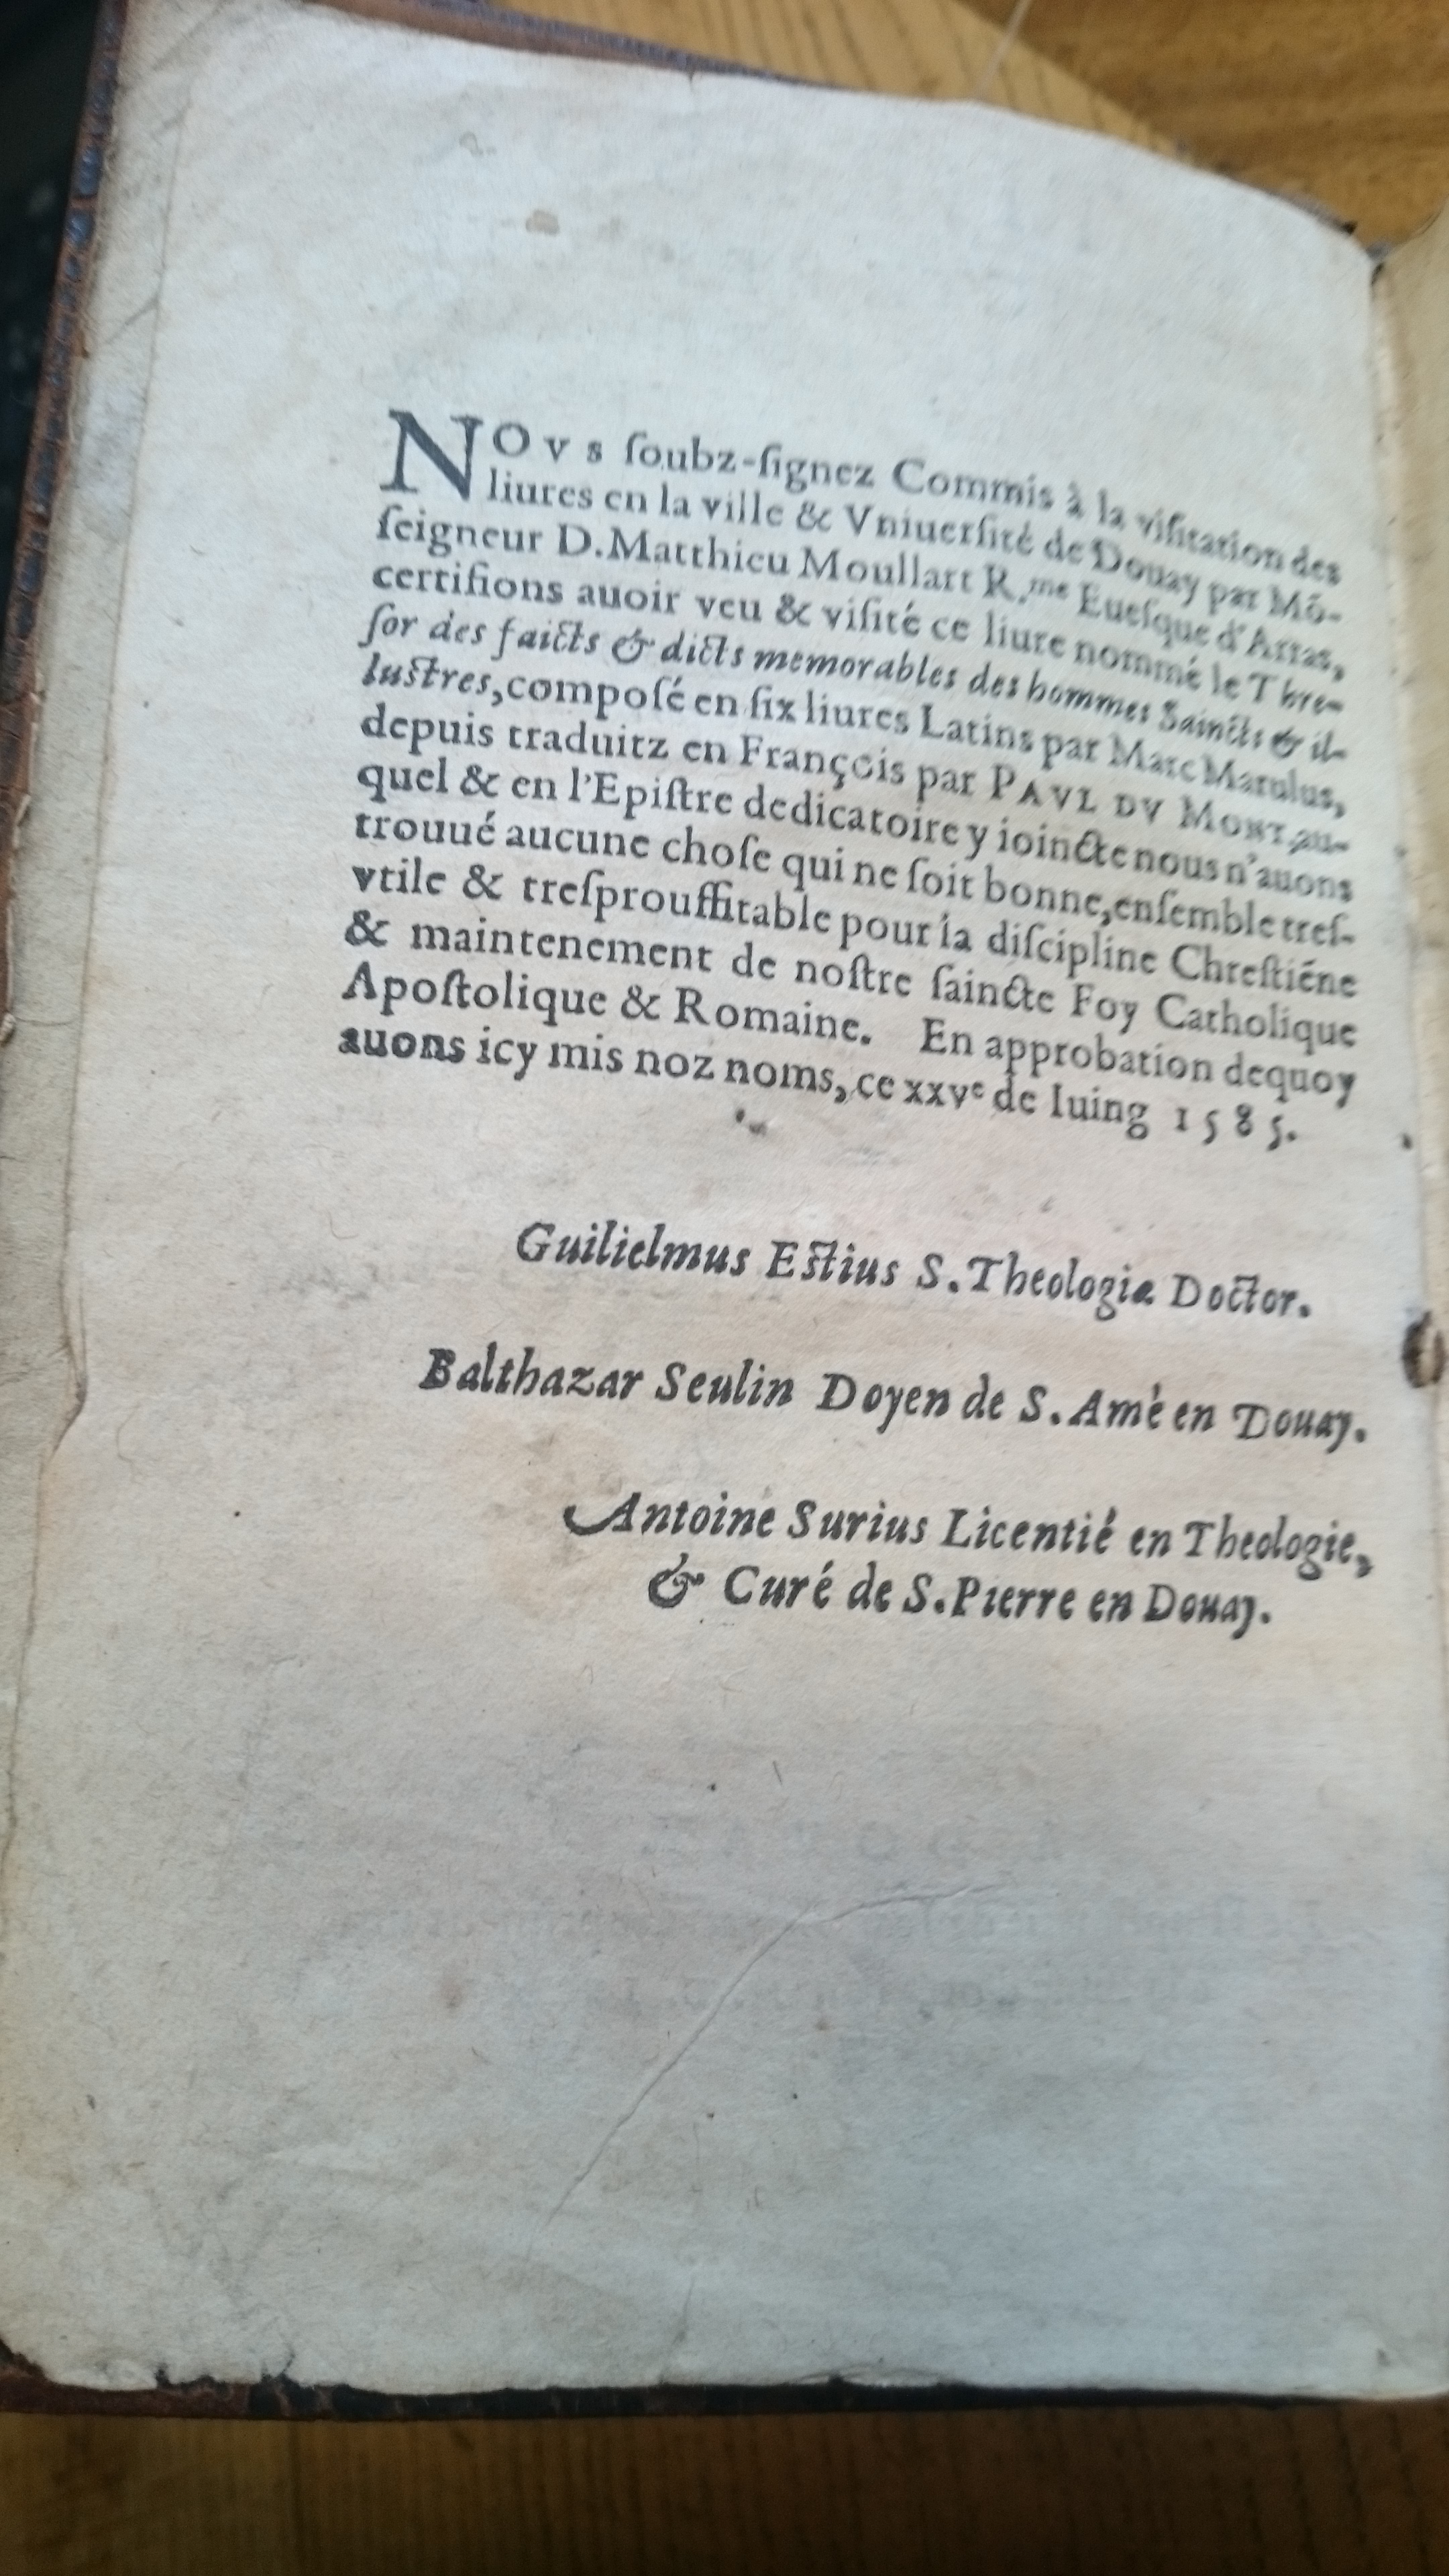 NOVS ſoubz-ſignez Commis à la viſitation des
liures en la ville & Vniuerſité de Douay par Mō-
ſeigneur D. Matthieu Moullart R.me Eueſque d'Arras,
certifions auoir veu & viſité ce liure nommé le Thre-
ſor des faicts & dicts memorables des hommes Saincts & il-
luſtres, compoſé en ſix liures Latins par Marc Marulus,
depuis traduitz en François par PAVL DV MONT, au-
quel & en l'Epiſtre dedicatoire y ioincte nous n'auons
trouué aucune choſe qui ne ſoit bonne, enſemble treſ-
vtile & treſprouffitable pour la diſcipline Chreſtiéne
& maintenement de noſtre ſaincte Foy Catholique
Apoſtolique & Romaine. En approbation dequoy
auons icy mis noz noms, ce xxve de Iuing 1585.
Guilielmus Eſtius S. Theologiæ Doctor.
Balthazar Seulin Doyen de S. Amé en Douay.
Antoine Surius Licentié en Theologie,
& Curé de S. Pierre en Douay.